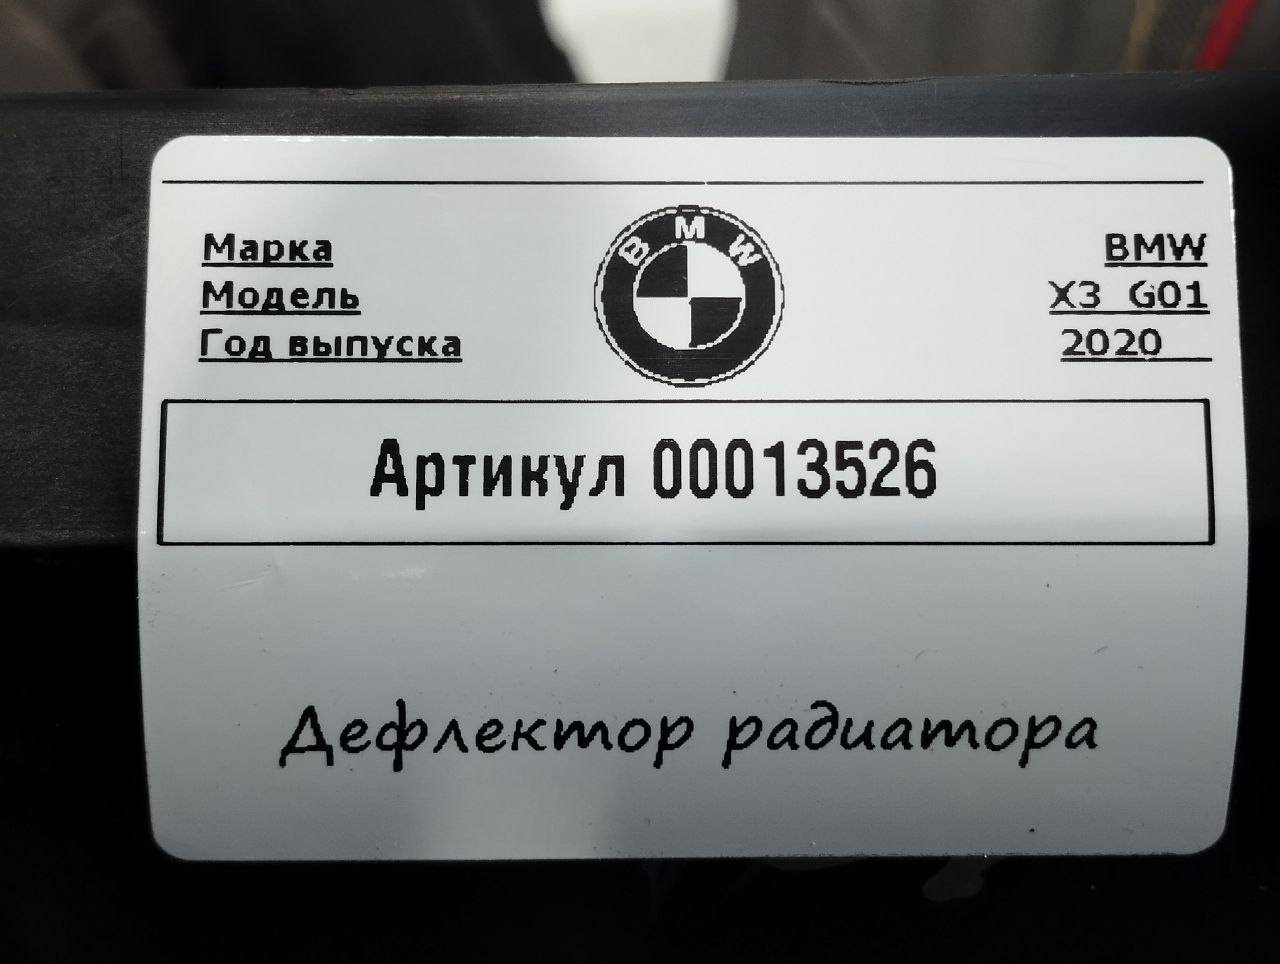 Марка BMW BMW
Модель X3 G01
Год выпуска 2020
Артикул 00013526
Дефлектор радиатора